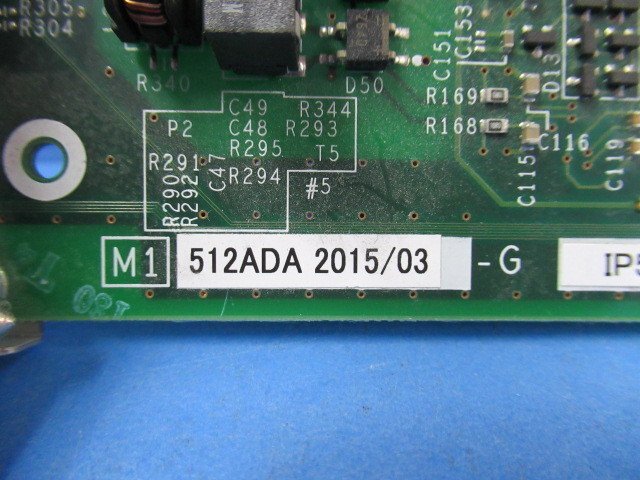 R305
R304
R340
D50
C151
C153
R169
R168
D13
C116
C115
C119
C49 R344
P2 C48 R293
R295 T5
R291 C47 R294
R290
R292
#5
M1 512ADA 2015/03 -G IP5